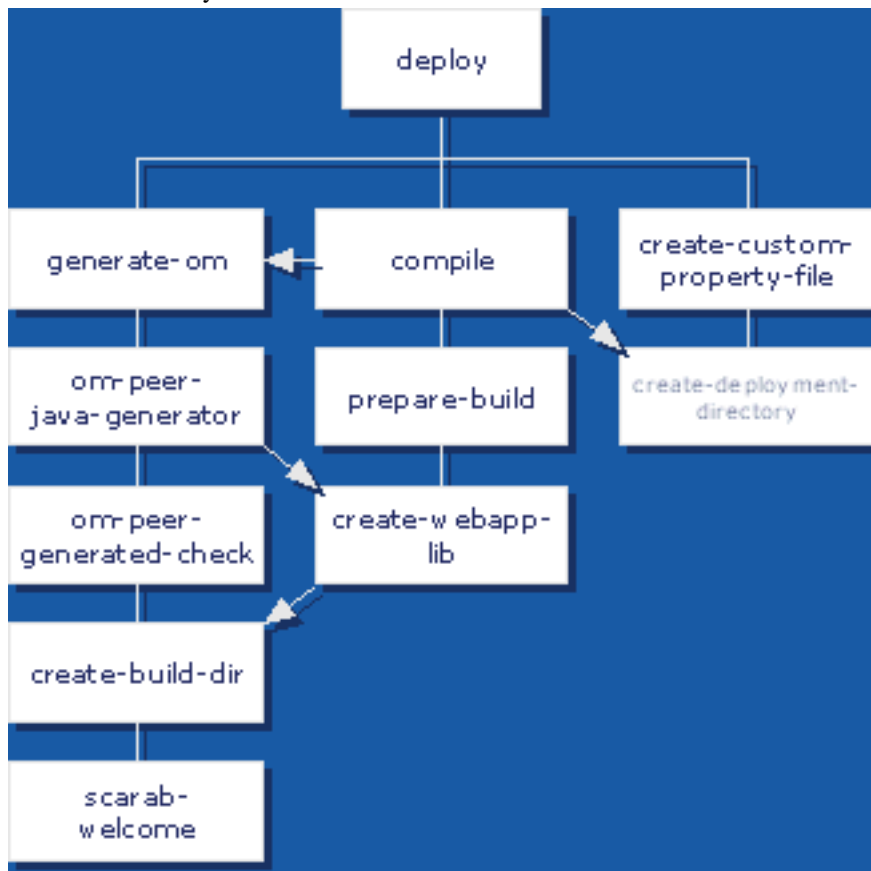 deploy
generate-om
compile
create-custom-
property-file
om-peer-
java-generator
prepare-build
create-deployment-
directory
om-peer-
generated-check
create-webapp-
lib
create-build-dir
scarab-
welcome